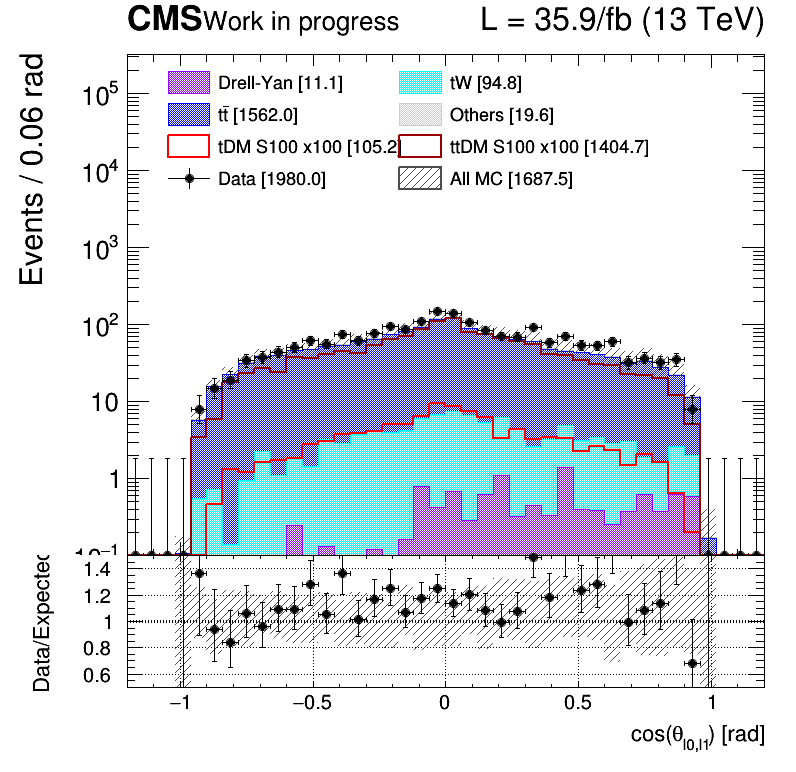 CMS Work in progress L = 35.9/fb (13 TeV)
Events / 0.06 rad
Drell-Yan [11.1]
tW [94.8]
tt̄ [1562.0]
Others [19.6]
tDM S100 x100 [105.2]
ttDM S100 x100 [1404.7]
Data [1980.0]
All MC [1687.5]
10⁵
10⁴
10³
10²
10
1
10⁻¹
Data/Expected
1.4
1.2
1
0.8
0.6
−1 −0.5 0 0.5 1
cos(θ_{l0,l1}) [rad]